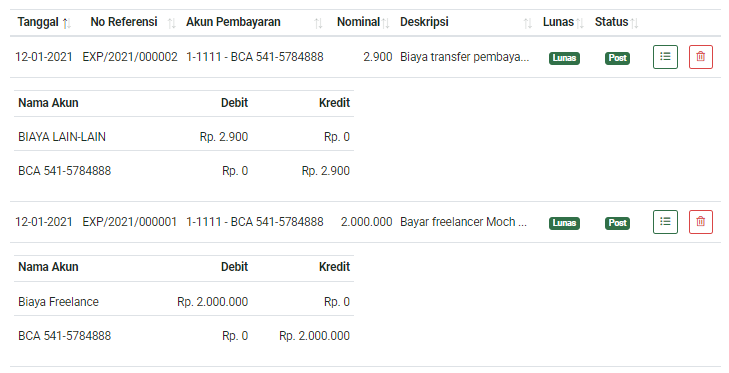 Tanggal No Referensi Akun Pembayaran Nominal Deskripsi Lunas Status
12-01-2021 EXP/2021/000002 1-1111 - BCA 541-5784888 2.900 Biaya transfer pembaya... Lunas Post
Nama Akun Debit Kredit
BIAYA LAIN-LAIN Rp. 2.900 Rp. 0
BCA 541-5784888 Rp. 0 Rp. 2.900
12-01-2021 EXP/2021/000001 1-1111 - BCA 541-5784888 2.000.000 Bayar freelancer Moch ... Lunas Post
Nama Akun Debit Kredit
Biaya Freelance Rp. 2.000.000 Rp. 0
BCA 541-5784888 Rp. 0 Rp. 2.000.000